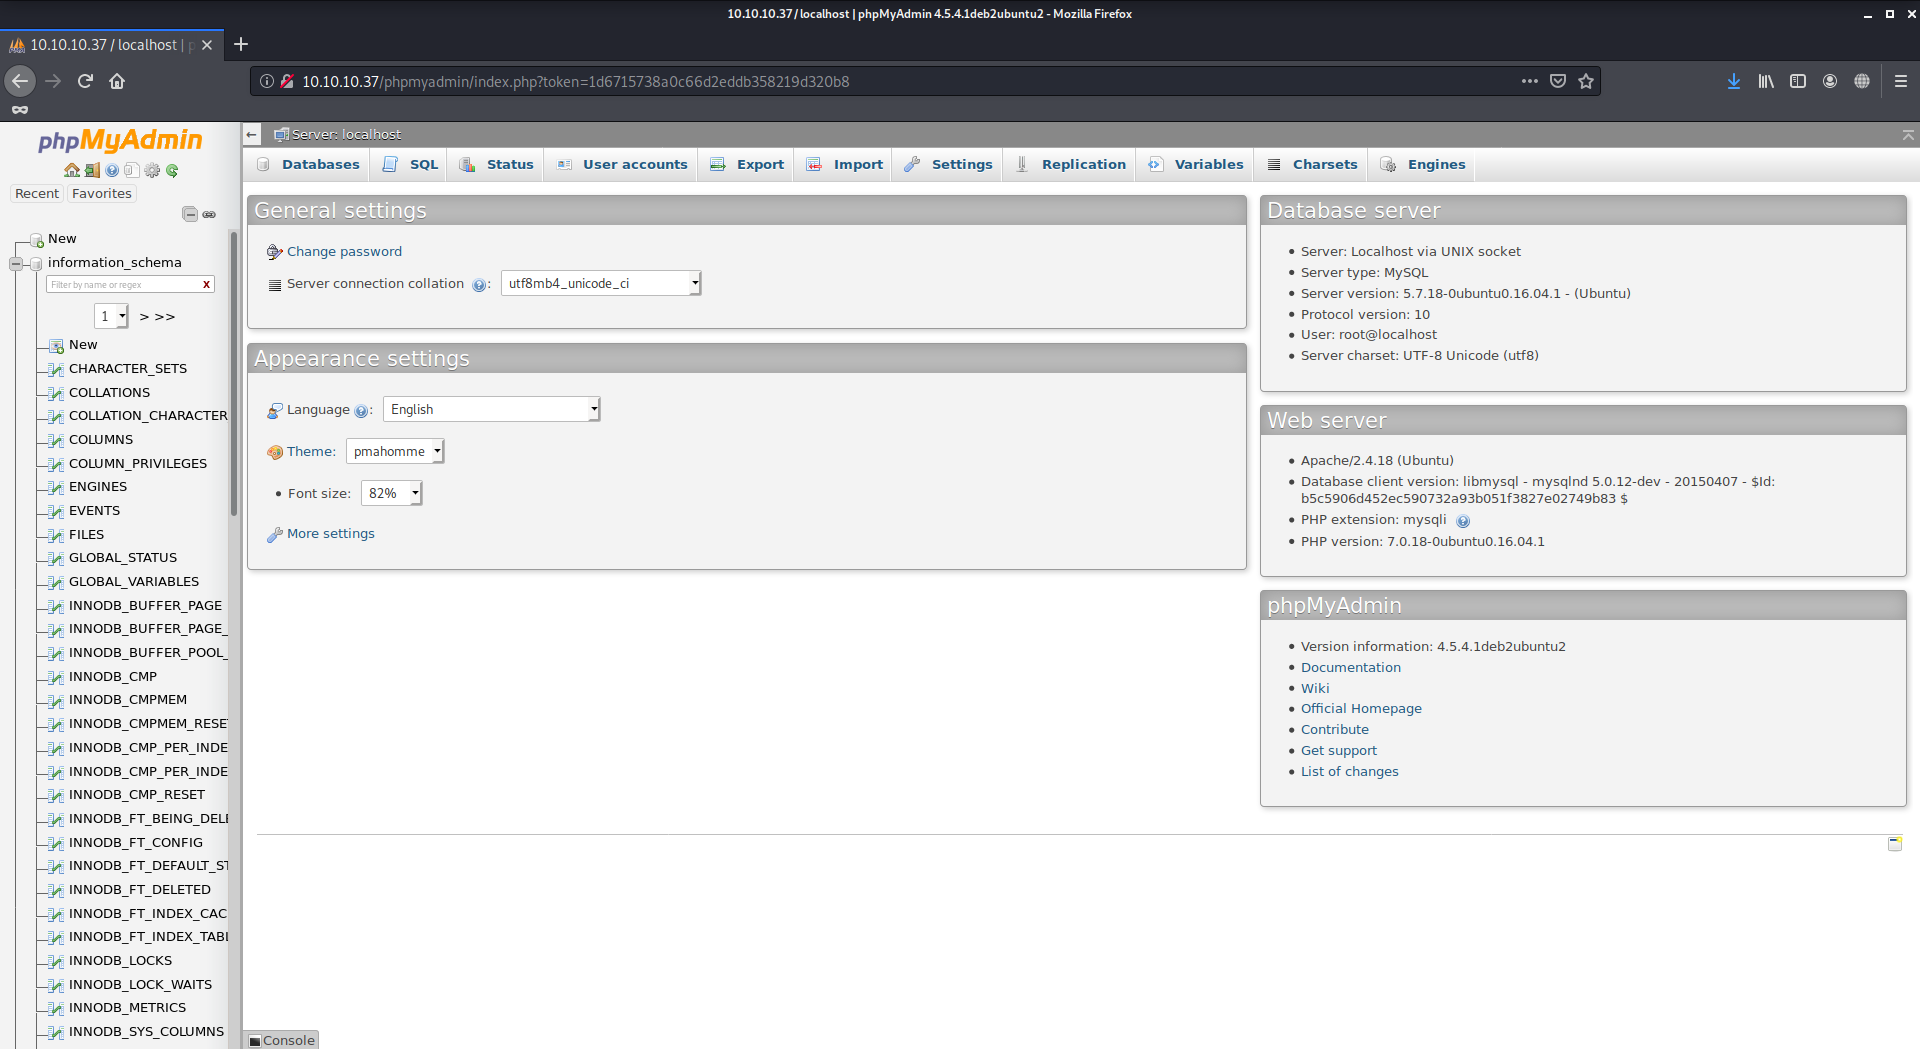 10.10.10.37 / localhost | phpMyAdmin 4.5.4.1deb2ubuntu2 - Mozilla Firefox
10.10.10.37 / localhost |
10.10.10.37/phpmyadmin/index.php?token=1d6715738a0c66d2eddb358219d320b8
phpMyAdmin
Recent Favorites
New
information_schema
Filter by name or regex X
1 > >>
New
CHARACTER_SETS
COLLATIONS
COLLATION_CHARACTER
COLUMNS
COLUMN_PRIVILEGES
ENGINES
EVENTS
FILES
GLOBAL_STATUS
GLOBAL_VARIABLES
INNODB_BUFFER_PAGE
INNODB_BUFFER_PAGE_
INNODB_BUFFER_POOL_
INNODB_CMP
INNODB_CMPMEM
INNODB_CMPMEM_RESE
INNODB_CMP_PER_INDE
INNODB_CMP_PER_INDE
INNODB_CMP_RESET
INNODB_FT_BEING_DELE
INNODB_FT_CONFIG
INNODB_FT_DEFAULT_ST
INNODB_FT_DELETED
INNODB_FT_INDEX_CAC
INNODB_FT_INDEX_TABL
INNODB_LOCKS
INNODB_LOCK_WAITS
INNODB_METRICS
INNODB_SYS_COLUMNS
Server: localhost
Databases SQL Status User accounts Export Import Settings Replication Variables Charsets Engines
General settings
Change password
Server connection collation : utf8mb4_unicode_ci
Appearance settings
Language : English
Theme: pmahomme
• Font size: 82%
More settings
Database server
• Server: Localhost via UNIX socket
• Server type: MySQL
• Server version: 5.7.18-0ubuntu0.16.04.1 - (Ubuntu)
• Protocol version: 10
• User: root@localhost
• Server charset: UTF-8 Unicode (utf8)
Web server
• Apache/2.4.18 (Ubuntu)
• Database client version: libmysql - mysqlnd 5.0.12-dev - 20150407 - $Id:
b5c5906d452ec590732a93b051f3827e02749b83 $
• PHP extension: mysqli
• PHP version: 7.0.18-0ubuntu0.16.04.1
phpMyAdmin
• Version information: 4.5.4.1deb2ubuntu2
• Documentation
• Wiki
• Official Homepage
• Contribute
• Get support
• List of changes
Console